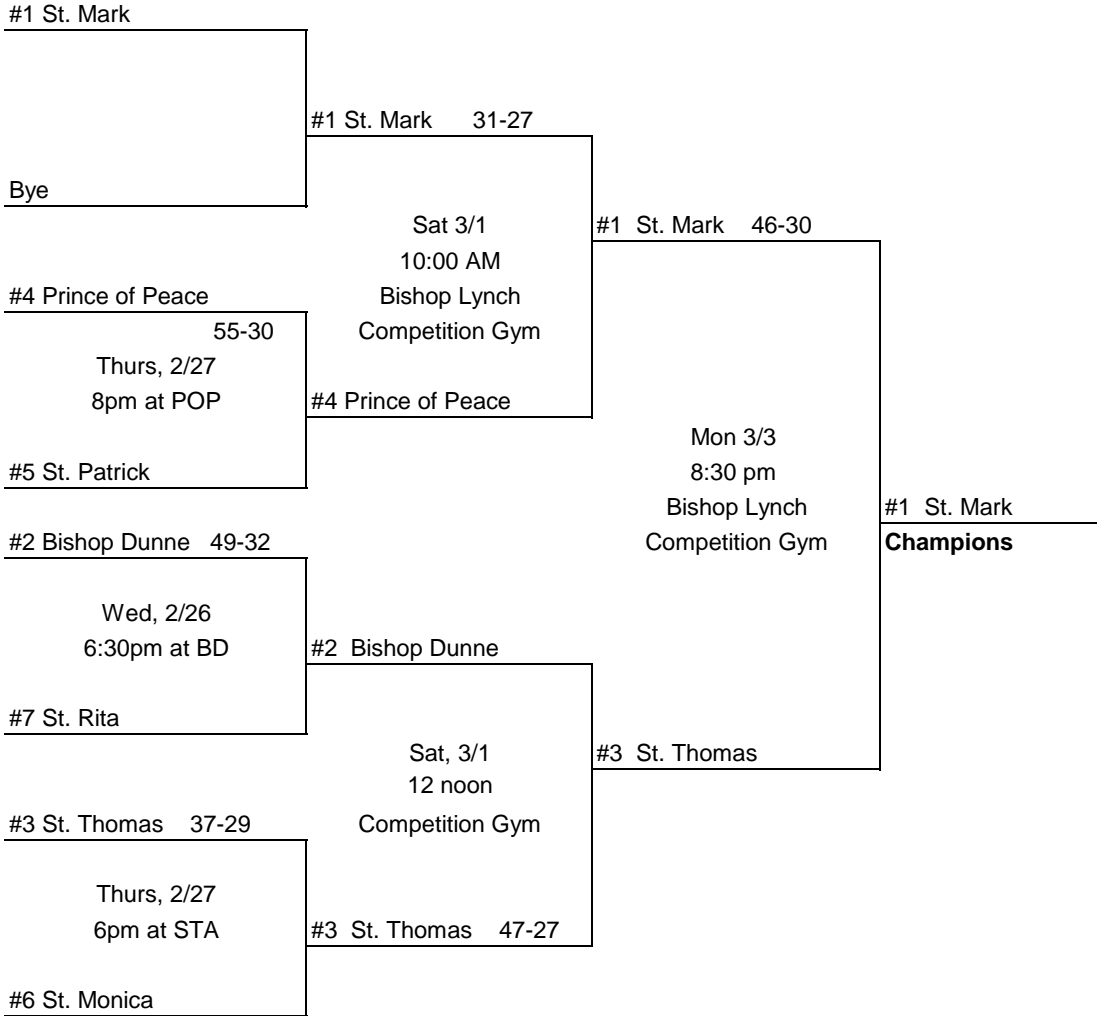 #1 St. Mark
#1 St. Mark 31-27
Bye
Sat 3/1
#1 St. Mark 46-30
10:00 AM
#4 Prince of Peace
Bishop Lynch
55-30
Competition Gym
Thurs, 2/27
8pm at POP
#4 Prince of Peace
Mon 3/3
#5 St. Patrick
8:30 pm
Bishop Lynch
#1 St. Mark
#2 Bishop Dunne 49-32
Competition Gym
Champions
Wed, 2/26
6:30pm at BD
#2 Bishop Dunne
#7 St. Rita
Sat, 3/1
#3 St. Thomas
12 noon
#3 St. Thomas 37-29
Competition Gym
Thurs, 2/27
6pm at STA
#3 St. Thomas 47-27
#6 St. Monica